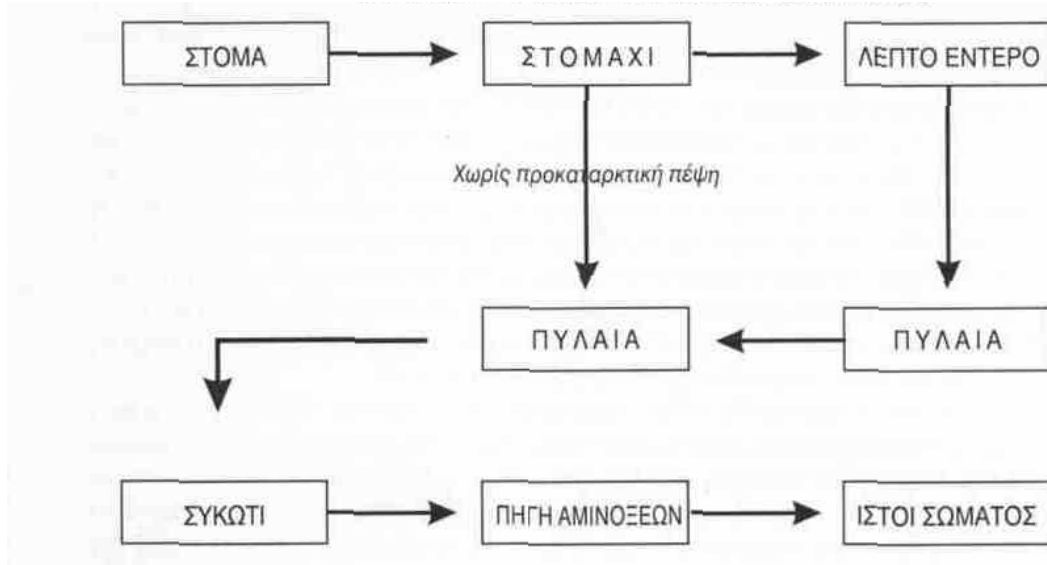 ΣΤΟΜΑ
ΣΤΟΜΑΧΙ
ΛΕΠΤΟ ΕΝΤΕΡΟ
Χωρίς προκαταρκτική πέψη
ΠΥΛΑΙΑ
ΠΥΛΑΙΑ
ΣΥΚΩΤΙ
ΠΗΓΗ ΑΜΙΝΟΞΕΩΝ
ΙΣΤΟΙ ΣΩΜΑΤΟΣ